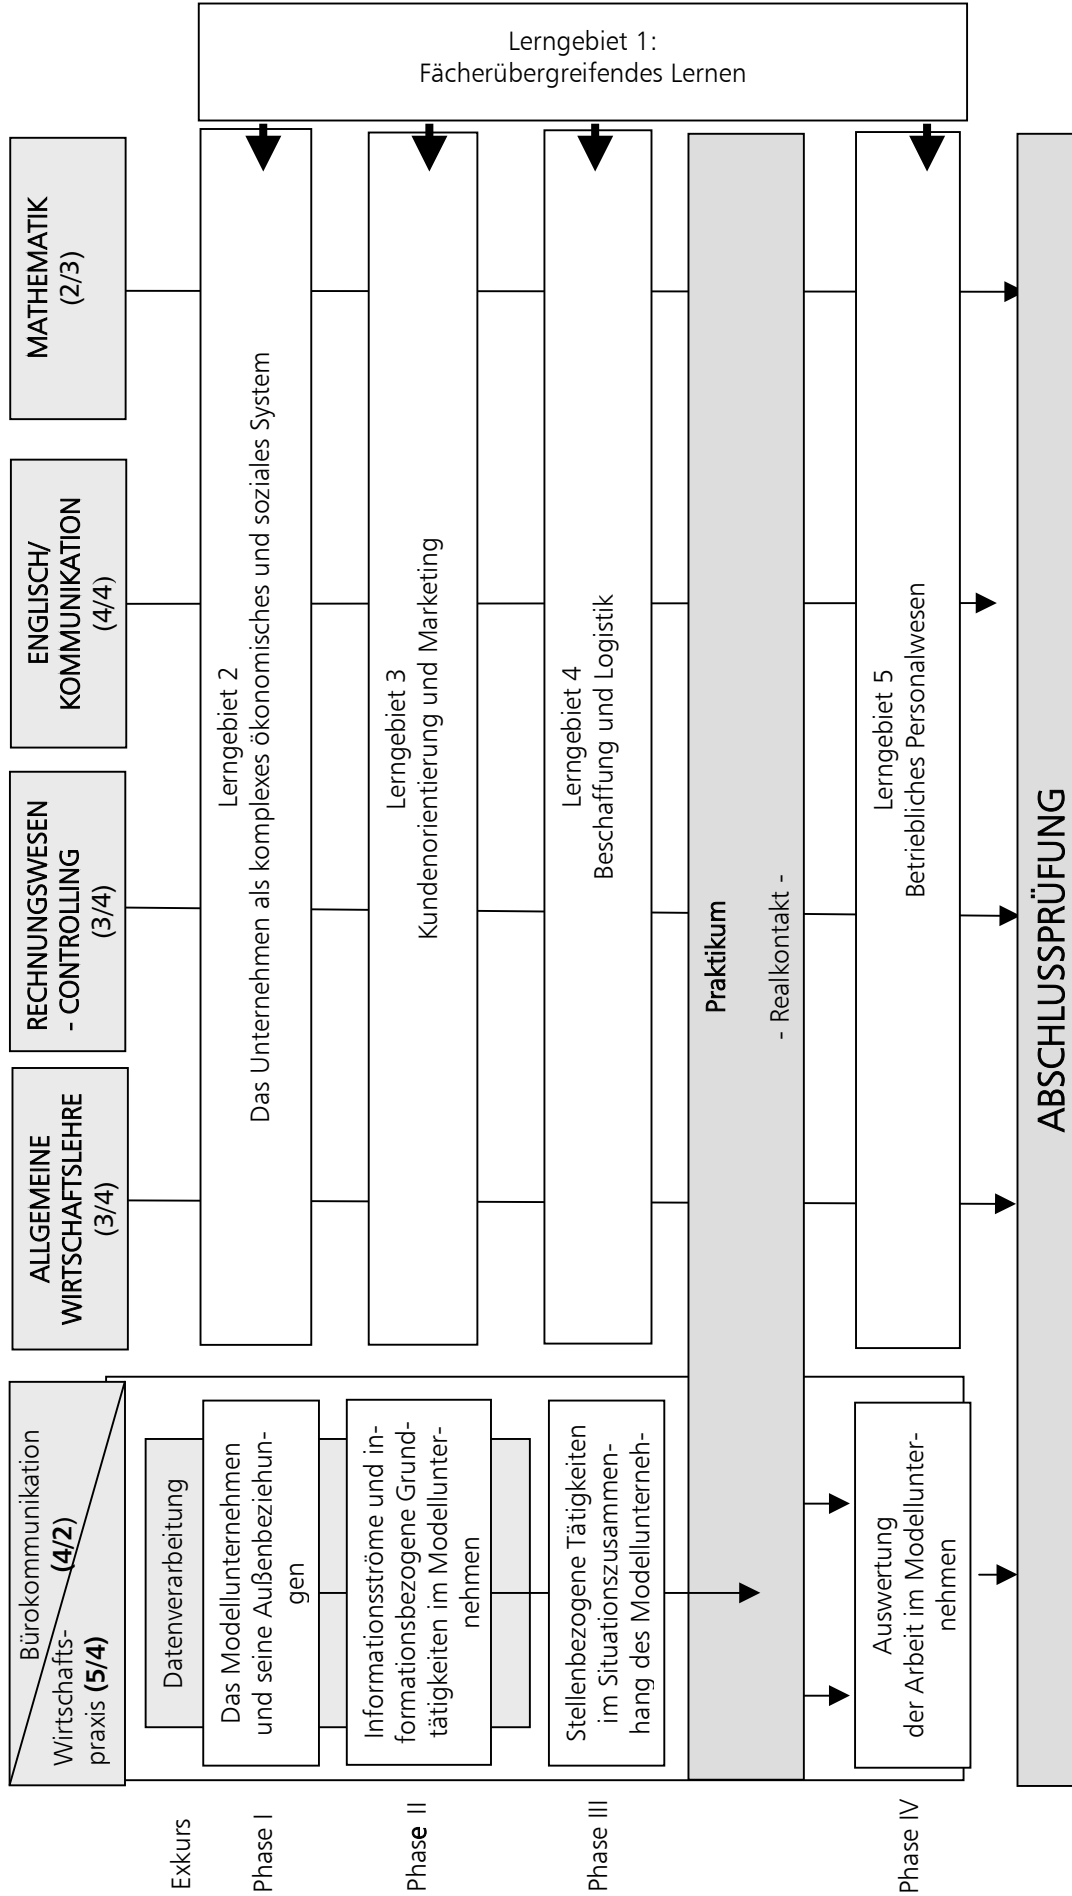 Bürokommunikation
(4/2)
Wirtschafts-
praxis (5/4)
ALLGEMEINE
WIRTSCHAFTSLEHRE
(3/4)
RECHNUNGSWESEN
- CONTROLLING
(3/4)
ENGLISCH/
KOMMUNIKATION
(4/4)
MATHEMATIK
(2/3)
Lerngebiet 1:
Fächerübergreifendes Lernen
Exkurs
Datenverarbeitung
Phase I
Das Modellunternehmen
und seine Außenbeziehun-
gen
Lerngebiet 2
Das Unternehmen als komplexes ökonomisches und soziales System
Phase II
Informationsströme und in-
formationsbezogene Grund-
tätigkeiten im Modellunter-
nehmen
Lerngebiet 3
Kundenorientierung und Marketing
Phase III
Stellenbezogene Tätigkeiten
im Situationszusammen-
hang des Modellunterneh-
Lerngebiet 4
Beschaffung und Logistik
Praktikum
- Realkontakt -
Phase IV
Auswertung
der Arbeit im Modellunter-
nehmen
Lerngebiet 5
Betriebliches Personalwesen
ABSCHLUSSPRÜFUNG